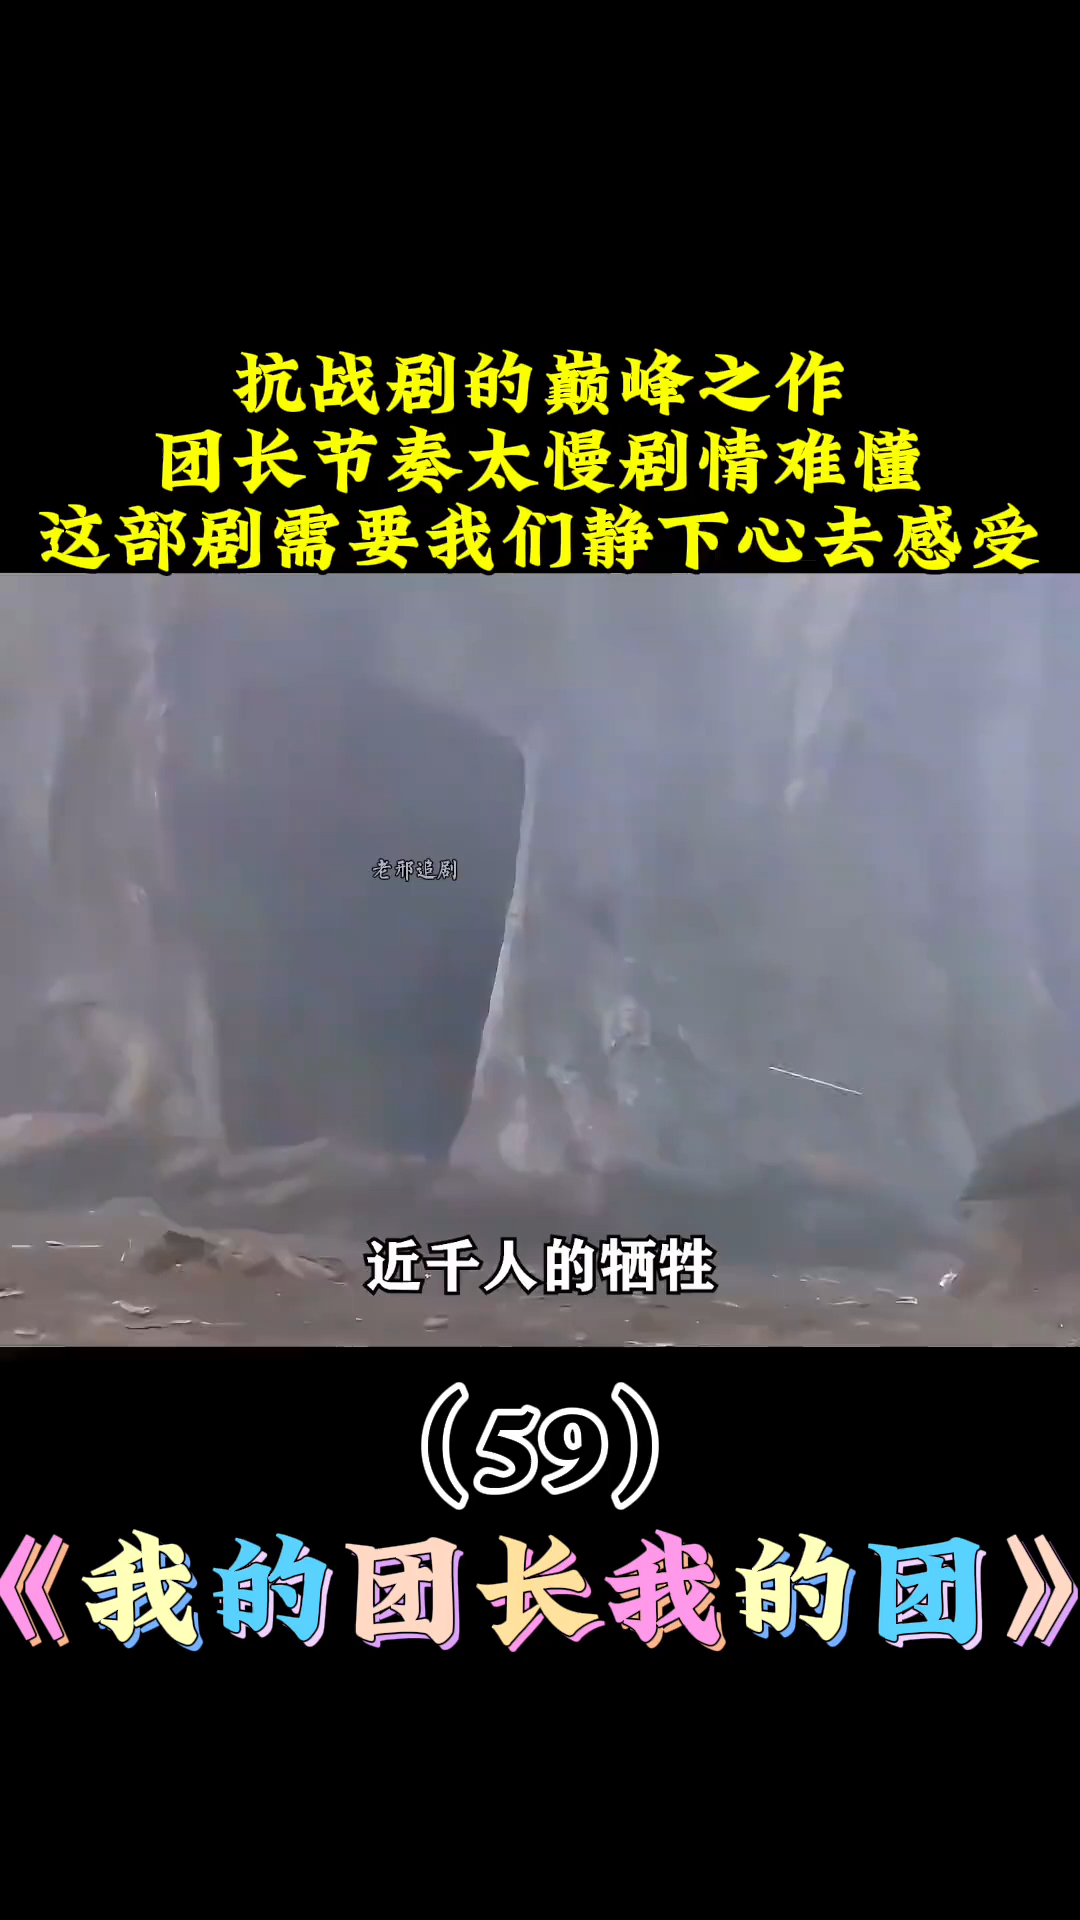 抗战剧的巅峰之作
团长节奏太慢剧情难懂
这部剧需要我们静下心去感受
老邢追剧
近千人的牺牲
（59）
《我的团长我的团》